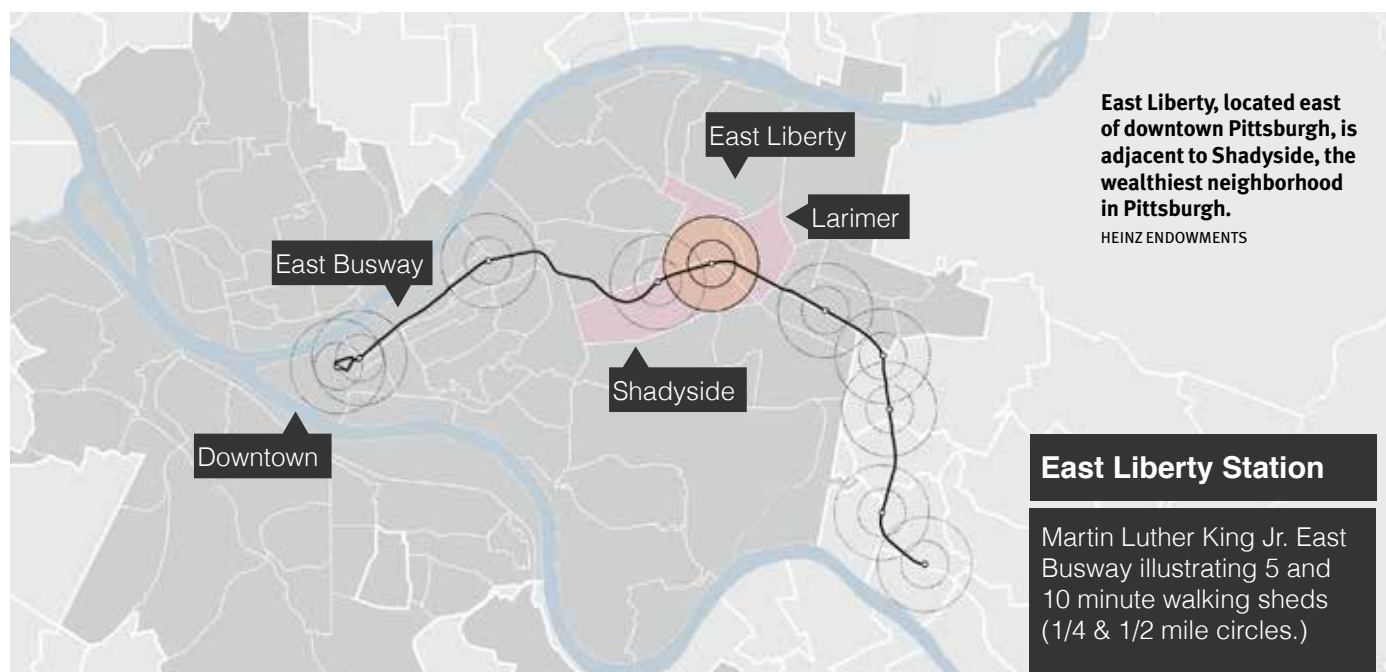 East Liberty
Larimer
East Busway
Shadyside
Downtown
East Liberty, located east
of downtown Pittsburgh, is
adjacent to Shadyside, the
wealthiest neighborhood
in Pittsburgh.
HEINZ ENDOWMENTS
East Liberty Station
Martin Luther King Jr. East
Busway illustrating 5 and
10 minute walking sheds
(1/4 & 1/2 mile circles.)